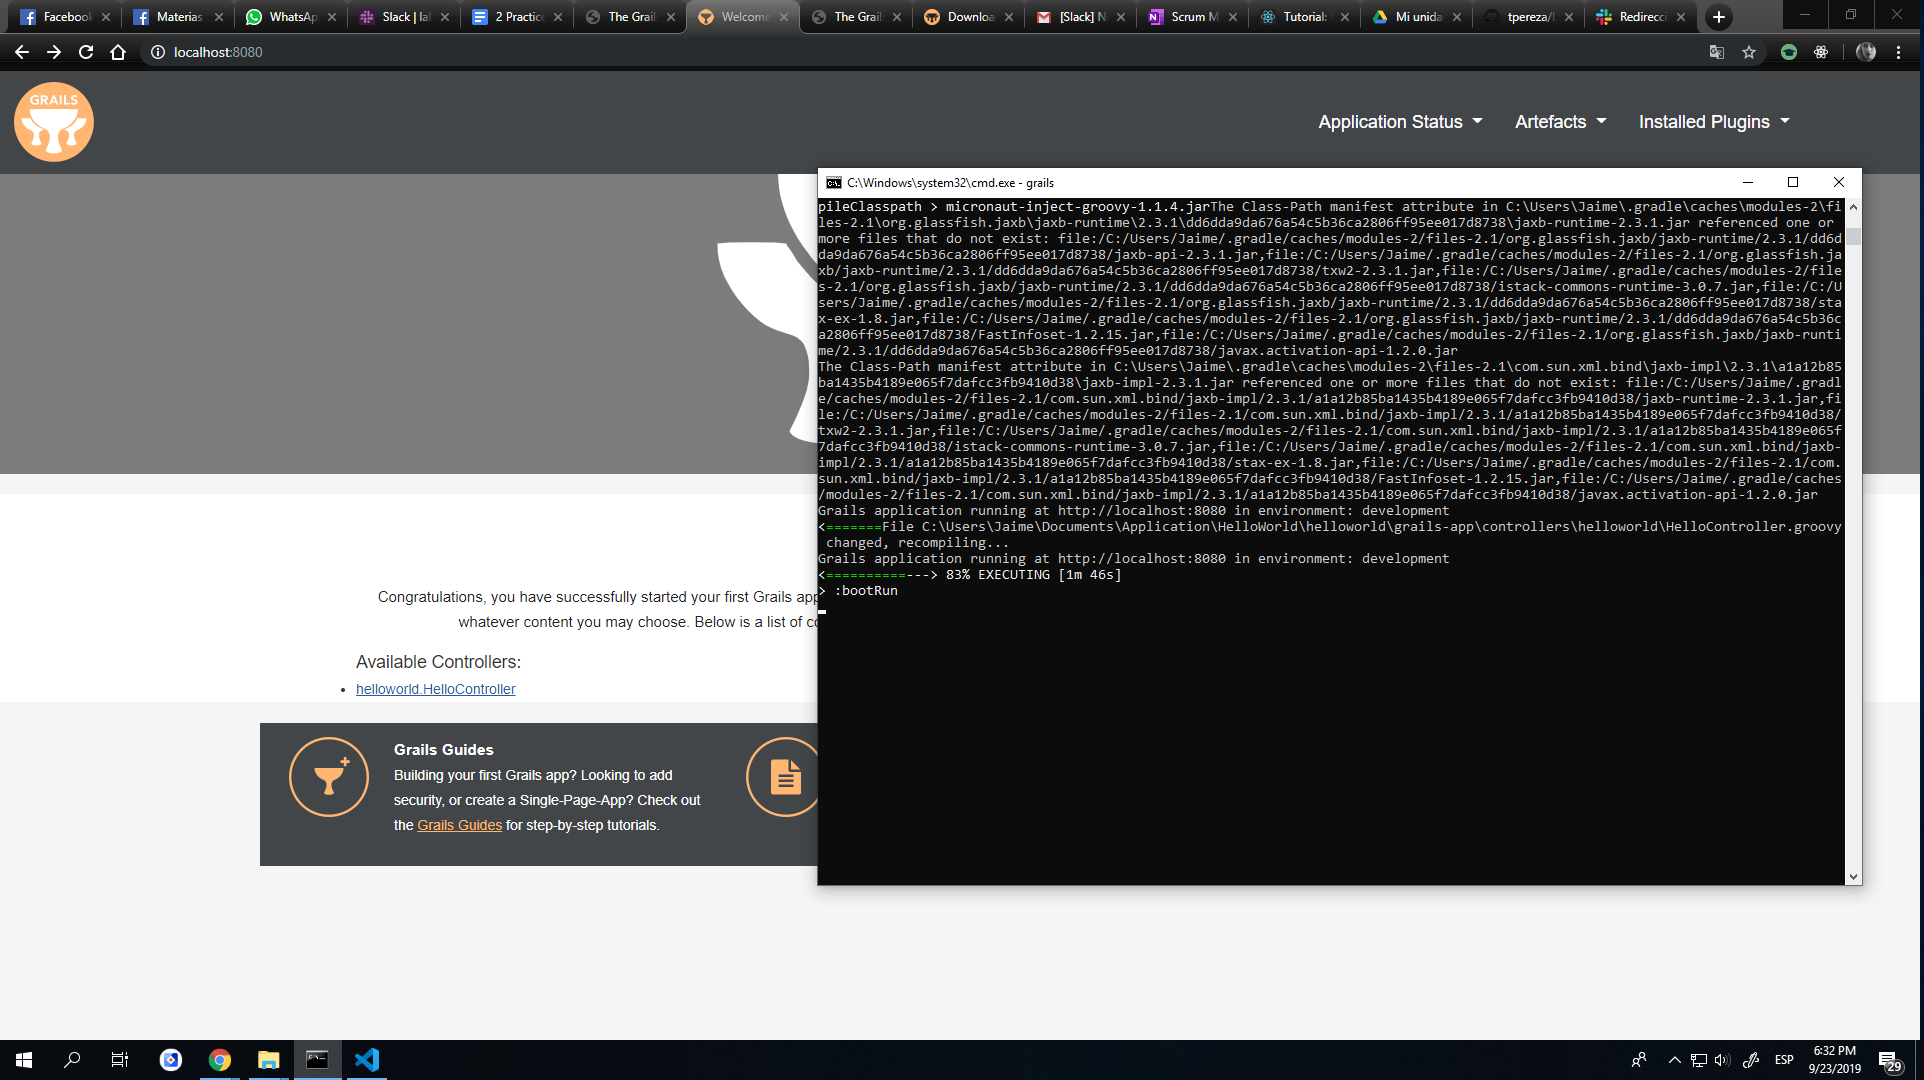 Facebook
Materias
WhatsAp
Slack | la
2 Practice
The Grail
Welcome
The Grail
Downloa
[Slack] N
Scrum M
Tutorial:
Mi unida
tpereza/
Redirecci
localhost:8080
GRAILS
Application Status
Artefacts
Installed Plugins
C:\Windows\system32\cmd.exe - grails
pileClasspath > micronaut-inject-groovy-1.1.4.jarThe Class-Path manifest attribute in C:\Users\Jaime\.gradle\caches\modules-2\fi
les-2.1\org.glassfish.jaxb\jaxb-runtime\2.3.1\dd6dda9da676a54c5b36ca2806ff95ee017d8738\jaxb-runtime-2.3.1.jar referenced one or
more files that do not exist: file:/C:/Users/Jaime/.gradle/caches/modules-2/files-2.1/org.glassfish.jaxb/jaxb-runtime/2.3.1/dd6d
da9da676a54c5b36ca2806ff95ee017d8738/jaxb-api-2.3.1.jar,file:/C:/Users/Jaime/.gradle/caches/modules-2/files-2.1/org.glassfish.ja
xb/jaxb-runtime/2.3.1/dd6dda9da676a54c5b36ca2806ff95ee017d8738/txw2-2.3.1.jar,file:/C:/Users/Jaime/.gradle/caches/modules-2/file
s-2.1/org.glassfish.jaxb/jaxb-runtime/2.3.1/dd6dda9da676a54c5b36ca2806ff95ee017d8738/istack-commons-runtime-3.0.7.jar,file:/C:/U
sers/Jaime/.gradle/caches/modules-2/files-2.1/org.glassfish.jaxb/jaxb-runtime/2.3.1/dd6dda9da676a54c5b36ca2806ff95ee017d8738/sta
x-ex-1.8.jar,file:/C:/Users/Jaime/.gradle/caches/modules-2/files-2.1/org.glassfish.jaxb/jaxb-runtime/2.3.1/dd6dda9da676a54c5b36c
a2806ff95ee017d8738/FastInfoset-1.2.15.jar,file:/C:/Users/Jaime/.gradle/caches/modules-2/files-2.1/org.glassfish.jaxb/jaxb-runti
me/2.3.1/dd6dda9da676a54c5b36ca2806ff95ee017d8738/javax.activation-api-1.2.0.jar
The Class-Path manifest attribute in C:\Users\Jaime\.gradle\caches\modules-2\files-2.1\com.sun.xml.bind\jaxb-impl\2.3.1\a1a12b85
ba1435b4189e065f7dafcc3fb9410d38\jaxb-impl-2.3.1.jar referenced one or more files that do not exist: file:/C:/Users/Jaime/.gradl
e/caches/modules-2/files-2.1/com.sun.xml.bind/jaxb-impl/2.3.1/a1a12b85ba1435b4189e065f7dafcc3fb9410d38/jaxb-runtime-2.3.1.jar,fi
le:/C:/Users/Jaime/.gradle/caches/modules-2/files-2.1/com.sun.xml.bind/jaxb-impl/2.3.1/a1a12b85ba1435b4189e065f7dafcc3fb9410d38/
txw2-2.3.1.jar,file:/C:/Users/Jaime/.gradle/caches/modules-2/files-2.1/com.sun.xml.bind/jaxb-impl/2.3.1/a1a12b85ba1435b4189e065f
7dafcc3fb9410d38/istack-commons-runtime-3.0.7.jar,file:/C:/Users/Jaime/.gradle/caches/modules-2/files-2.1/com.sun.xml.bind/jaxb-
impl/2.3.1/a1a12b85ba1435b4189e065f7dafcc3fb9410d38/stax-ex-1.8.jar,file:/C:/Users/Jaime/.gradle/caches/modules-2/files-2.1/com.
sun.xml.bind/jaxb-impl/2.3.1/a1a12b85ba1435b4189e065f7dafcc3fb9410d38/FastInfoset-1.2.15.jar,file:/C:/Users/Jaime/.gradle/caches
/modules-2/files-2.1/com.sun.xml.bind/jaxb-impl/2.3.1/a1a12b85ba1435b4189e065f7dafcc3fb9410d38/javax.activation-api-1.2.0.jar
Grails application running at http://localhost:8080 in environment: development
<=======File C:\Users\Jaime\Documents\Application\HelloWorld\helloworld\grails-app\controllers\helloworld\HelloController.groovy
changed, recompiling...
Grails application running at http://localhost:8080 in environment: development
<==========---> 83% EXECUTING [1m 46s]
> :bootRun
Congratulations, you have successfully started your first Grails app
whatever content you may choose. Below is a list of co
Available Controllers:
helloworld.HelloController
Grails Guides
Building your first Grails app? Looking to add
security, or create a Single-Page-App? Check out
the Grails Guides for step-by-step tutorials.
ESP
6:32 PM
9/23/2019
29